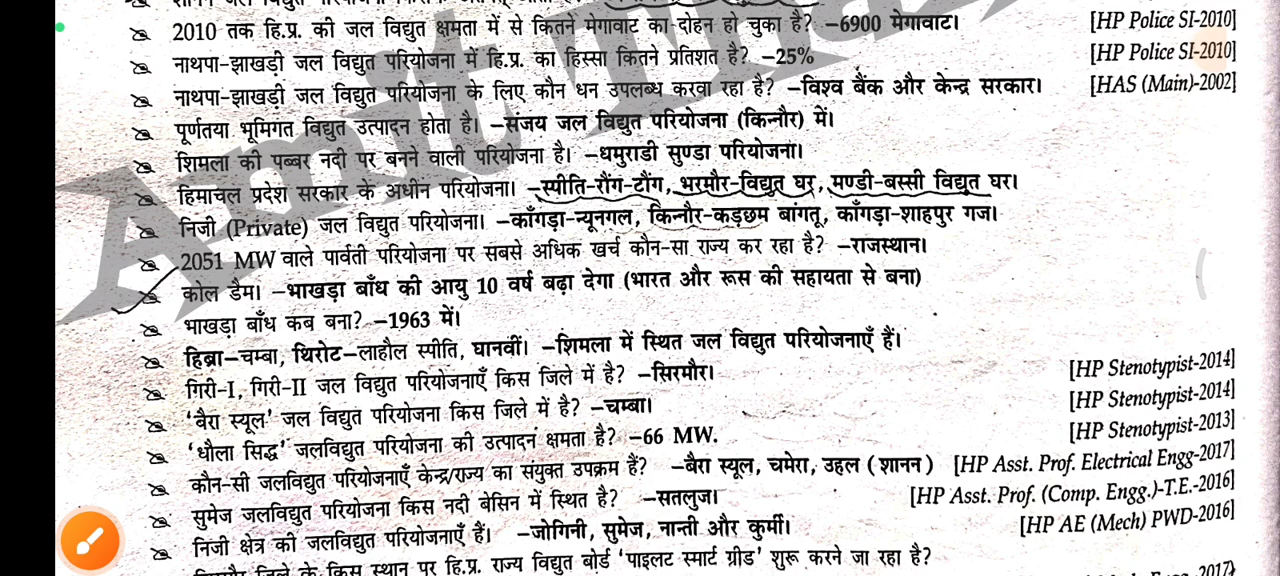 2010 तक हि.प्र. की जल विद्युत क्षमता में से कितने मेगावाट का दोहन हो चुका है? –6900 मेगावाट। [HP Police SI-2010]
नाथपा-झाखड़ी जल विद्युत परियोजना में हि.प्र. का हिस्सा कितने प्रतिशत है? –25% [HP Police SI-2010]
नाथपा-झाखड़ी जल विद्युत परियोजना के लिए कौन धन उपलब्ध करवा रहा है? –विश्व बैंक और केन्द्र सरकार। [HAS (Main)-2002]
पूर्णतया भूमिगत विद्युत उत्पादन होता है। –संजय जल विद्युत परियोजना (किन्नौर) में।
शिमला की पब्बर नदी पर बनने वाली परियोजना है। –धमुराडी सुण्डा परियोजना।
हिमाचल प्रदेश सरकार के अधीन परियोजना। –स्पीति-रौंग-टौंग, भरमौर-विद्युत घर, मण्डी-बस्सी विद्युत घर।
निजी (Private) जल विद्युत परियोजना। –काँगड़ा-न्यूनगल, किन्नौर-कड़छम बांगतू, काँगड़ा-शाहपुर गज।
2051 MW वाले पार्वती परियोजना पर सबसे अधिक खर्च कौन-सा राज्य कर रहा है? –राजस्थान।
कोल डैम। –भाखड़ा बाँध की आयु 10 वर्ष बढ़ा देगा (भारत और रूस की सहायता से बना)
भाखड़ा बाँध कब बना? –1963 में।
हिब्रा–चम्बा, थिरोट–लाहौल स्पीति, घानवीं। –शिमला में स्थित जल विद्युत परियोजनाएँ हैं।
गिरी-I, गिरी-II जल विद्युत परियोजनाएँ किस जिले में है? –सिरमौर। [HP Stenotypist-2014]
'बैरा स्यूल' जल विद्युत परियोजना किस जिले में है? –चम्बा। [HP Stenotypist-2014]
'धौला सिद्ध' जलविद्युत परियोजना की उत्पादन क्षमता है? –66 MW. [HP Stenotypist-2013]
कौन-सी जलविद्युत परियोजनाएँ केन्द्र/राज्य का संयुक्त उपक्रम हैं? –बैरा स्यूल, चमेरा, उहल (शानन) [HP Asst. Prof. Electrical Engg-2017]
सुमेज जलविद्युत परियोजना किस नदी बेसिन में स्थित है? –सतलुज। [HP Asst. Prof. (Comp. Engg.)-T.E.-2016]
निजी क्षेत्र की जलविद्युत परियोजनाएँ हैं। –जोगिनी, सुमेज, नान्ती और कुर्मी। [HP AE (Mech) PWD-2016]
जिले के किस स्थान पर हि.प्र. राज्य विद्युत बोर्ड 'पाइलट स्मार्ट ग्रीड' शुरू करने जा रहा है?